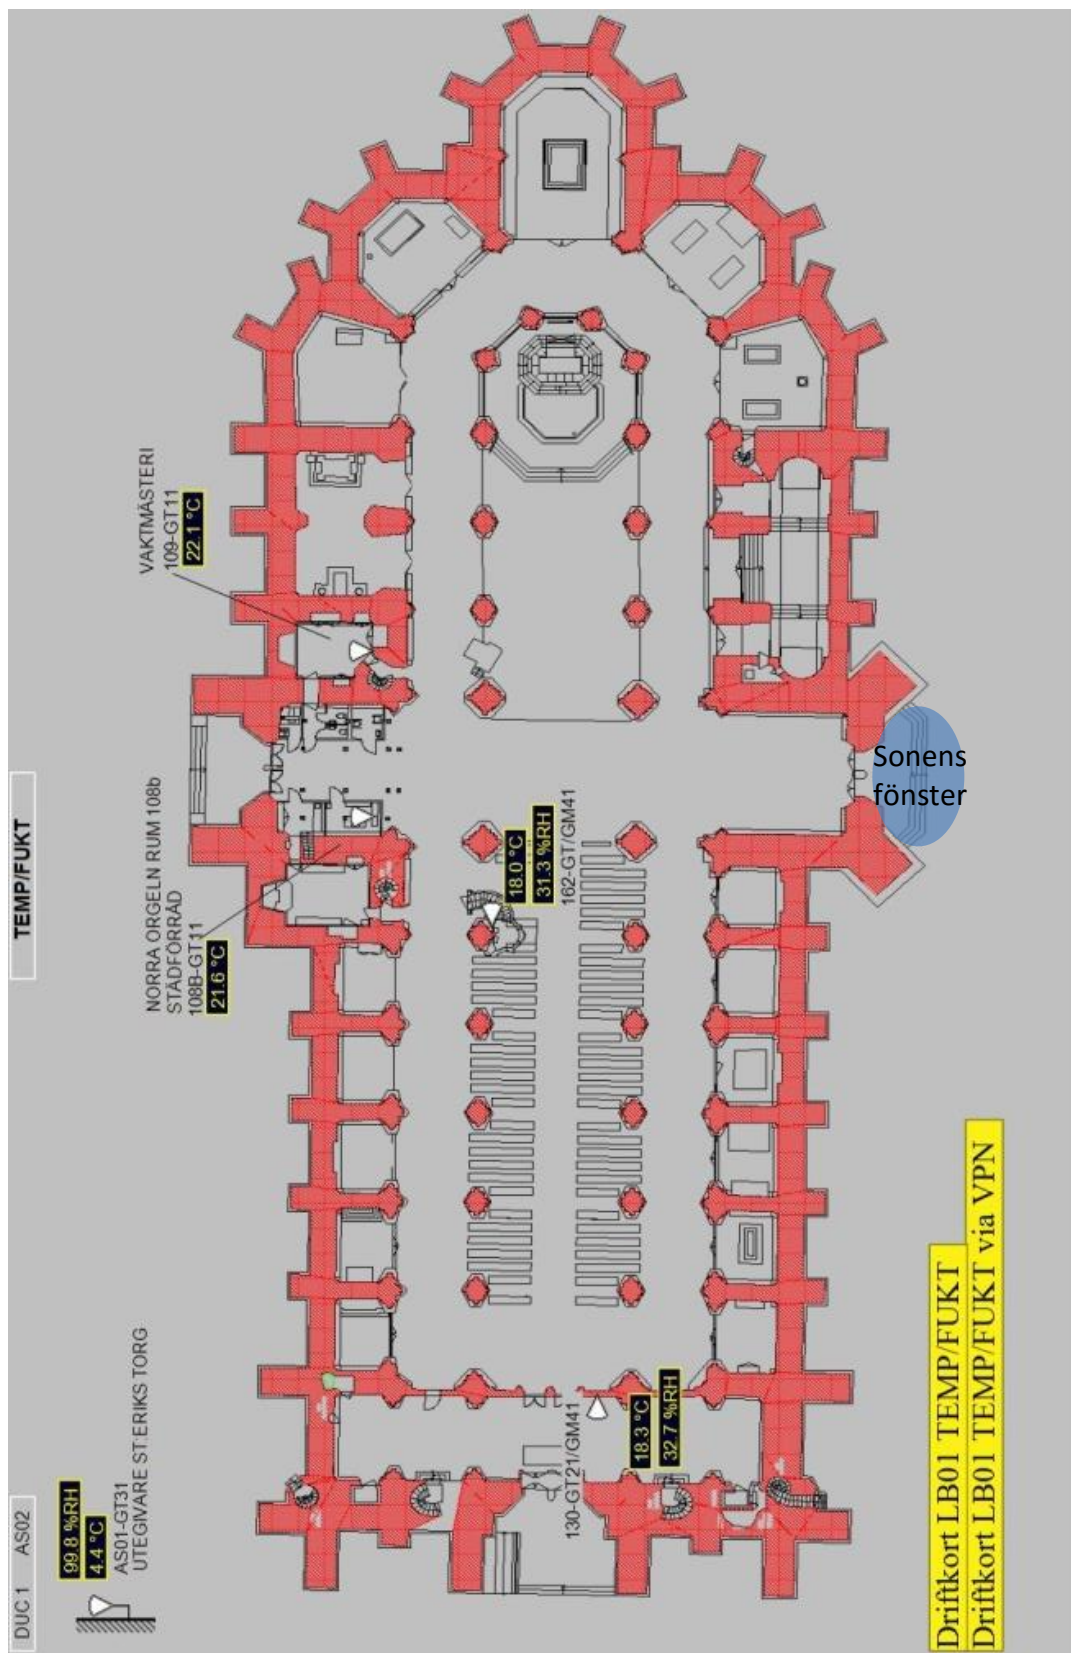 TEMP/FUKT
DUC 1 AS02
99.8 %RH
4.4 °C
AS01-GT31
UTEGIVARE ST:ERIKS TORG
NORRA ORGELN RUM 108b
STÄDFÖRRÅD
108B-GT11
21.6 °C
VAKTMÄSTERI
109-GT11
22.1 °C
18.0 °C
31.3 %RH
162-GT/GM41
130-GT21/GM41
18.3 °C
32.7 %RH
Sonens
fönster
Driftkort LB01 TEMP/FUKT
Driftkort LB01 TEMP/FUKT via VPN